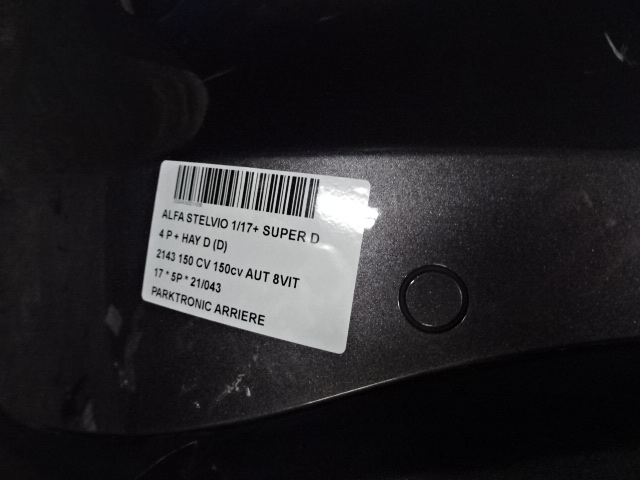 ALFA STELVIO 1/17+ SUPER D
4 P + HAY D (D)
2143 150 CV 150cv AUT 8VIT
17 * 5P * 21/043
PARKTRONIC ARRIERE